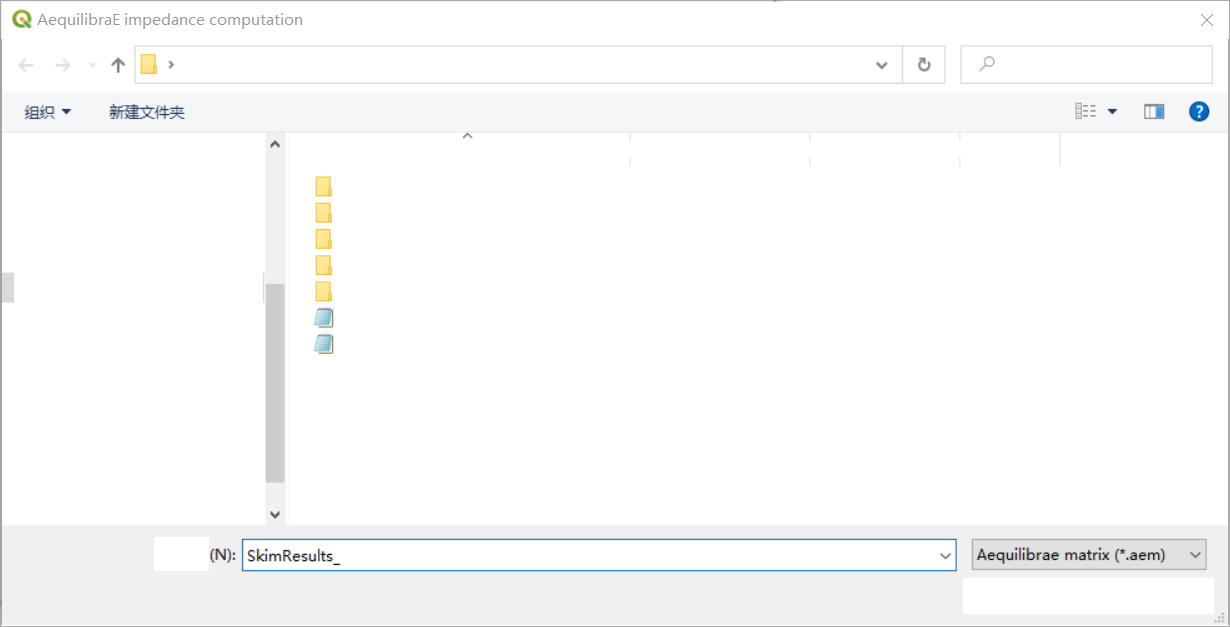 AequilibraE impedance computation
组织
新建文件夹
(N):
SkimResults_
Aequilibrae matrix (*.aem)